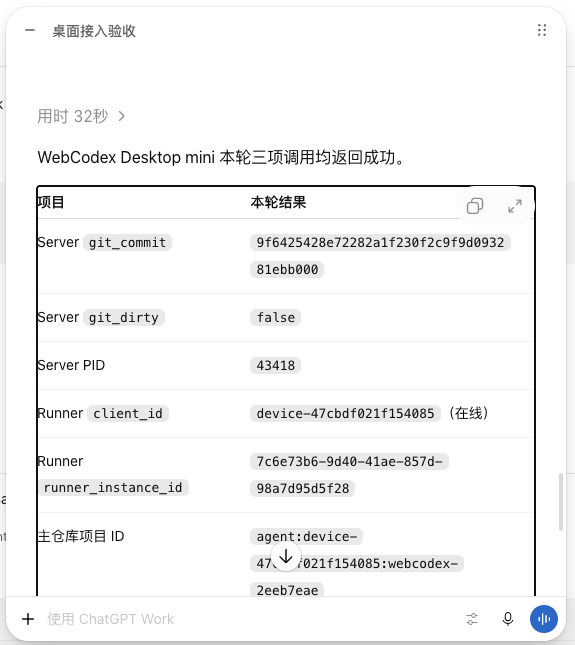 桌面接入验收
用时 32秒
WebCodex Desktop mini 本轮三项调用均返回成功。
项目 本轮结果
Server git_commit 9f6425428e72282a1f230f2c9f9d0932
81ebb000
Server git_dirty false
Server PID 43418
Runner client_id device-47cbdf021f154085（在线）
Runner 7c6e73b6-9d40-41ae-857d-
runner_instance_id 98a7d95d5f28
主仓库项目 ID agent:device-
f021f154085:webcodex-
2eeb7eae
使用 ChatGPT Work